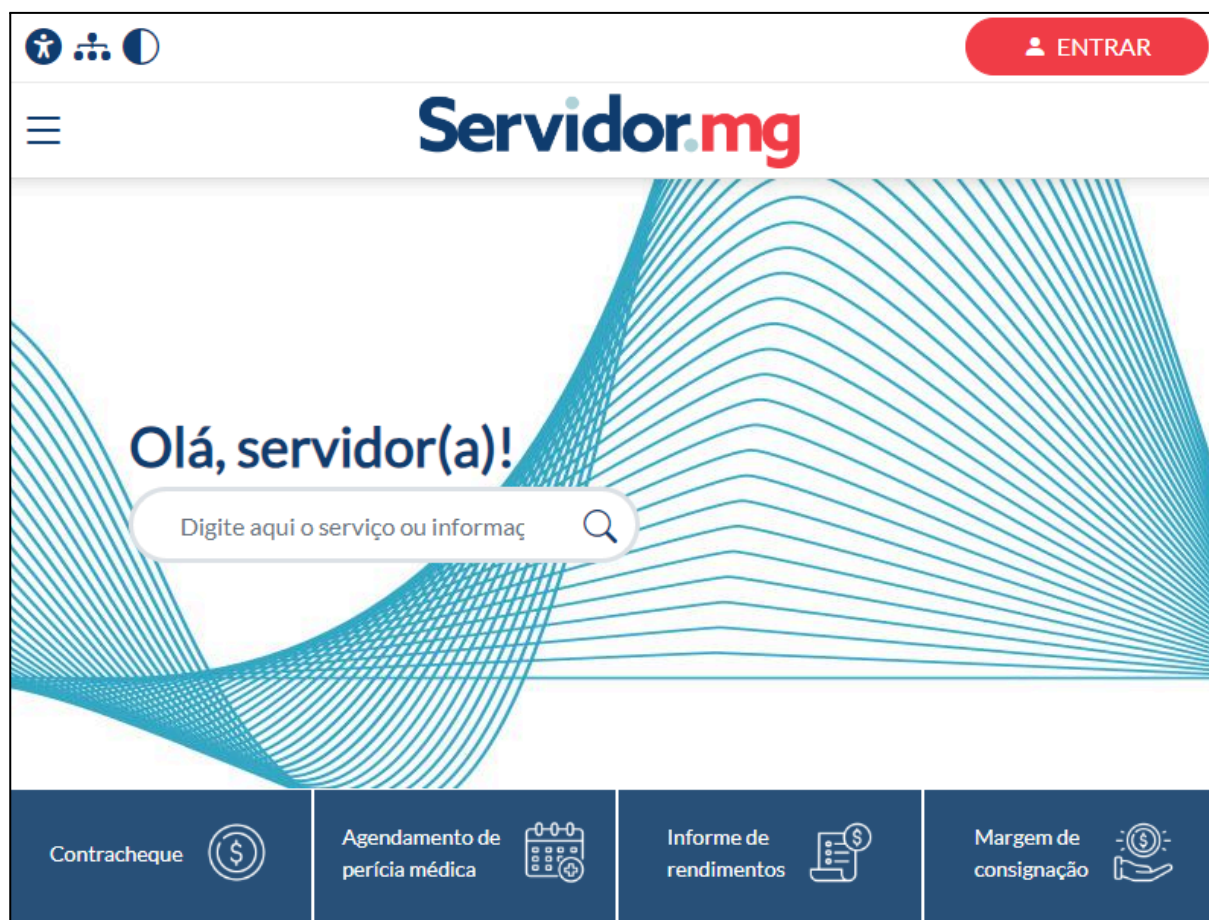 ENTRAR
Servidor.mg
Olá, servidor(a)!
Digite aqui o serviço ou informaç
Contracheque
Agendamento de
perícia médica
Informe de
rendimentos
Margem de
consignação